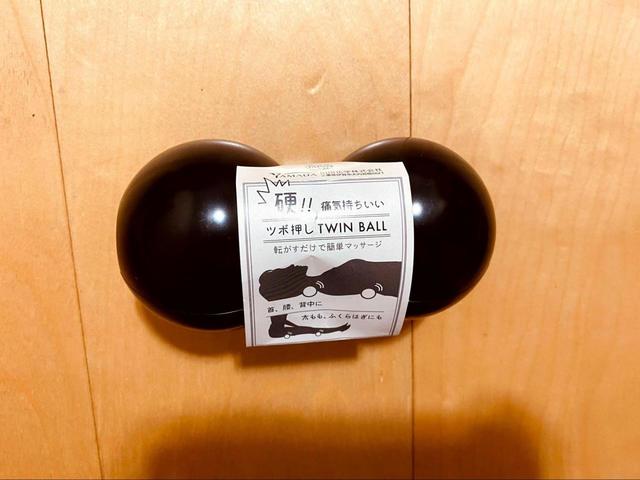 YAMADA
硬!! 痛気持ちいい
ツボ押し TWIN BALL
転がすだけで簡単マッサージ
首、腰、背中に
太もも、ふくらはぎにも